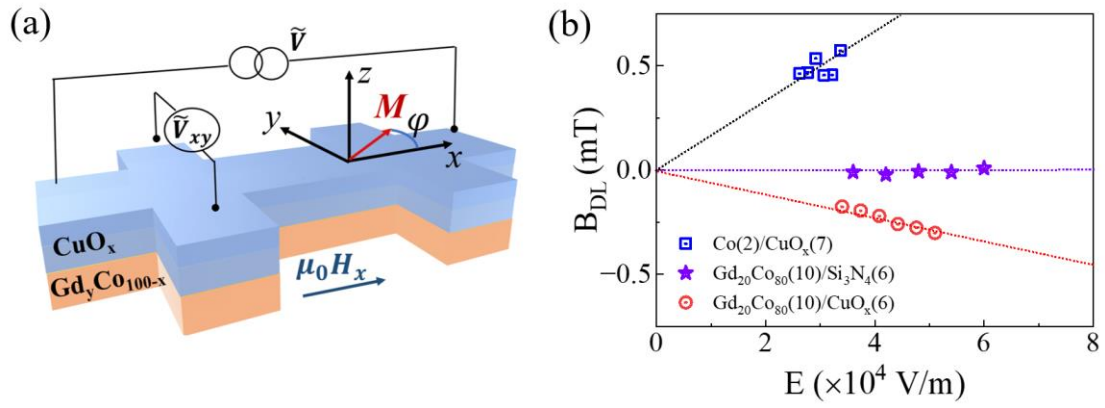 (a)
Ṽ
z
M
φ
y
x
Ṽxy
CuOx
GdyCo100-x
μ0Hx
(b)
BDL (mT)
0.5
0.0
−0.5
Co(2)/CuOx(7)
Gd20Co80(10)/Si3N4(6)
Gd20Co80(10)/CuOx(6)
0
2
4
6
8
E (×10⁴ V/m)